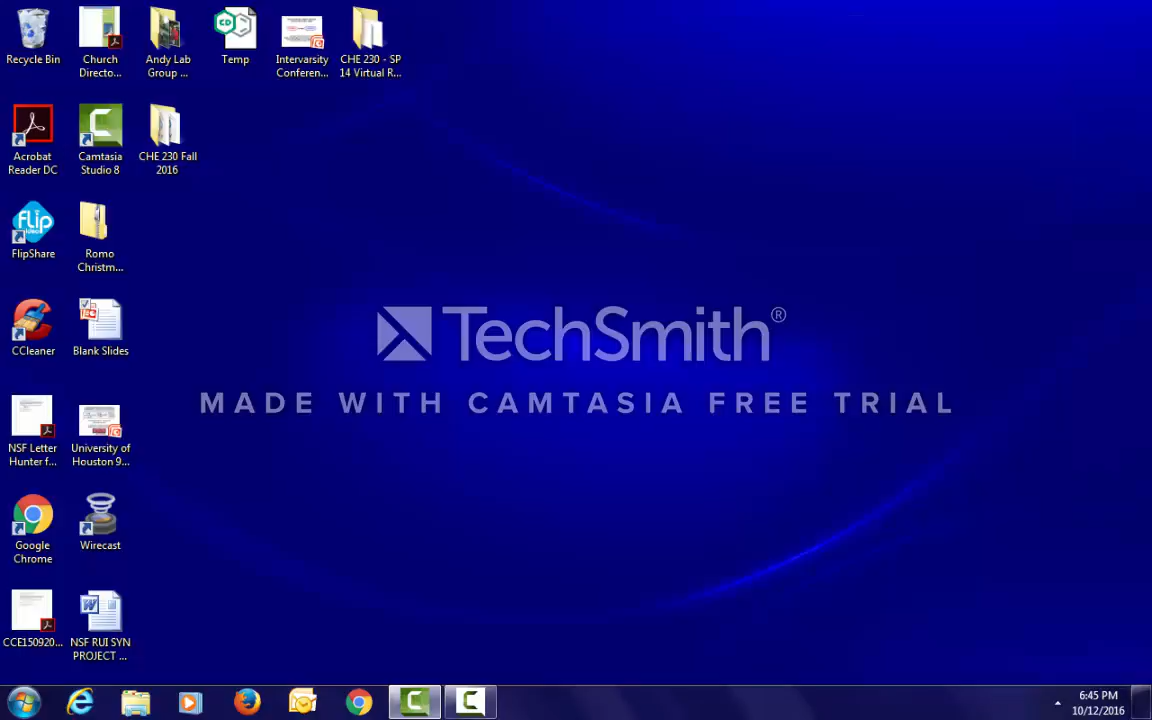 Recycle Bin
Church
Directo...
Andy Lab
Group ...
Temp
Intervarsity
Conferen...
CHE 230 - SP
14 Virtual R...
Acrobat
Reader DC
Camtasia
Studio 8
CHE 230 Fall
2016
flip
FlipShare
Romo
Christm...
CCleaner
Blank Slides
TechSmith®
MADE WITH CAMTASIA FREE TRIAL
NSF Letter
Hunter f...
University of
Houston 9...
Google
Chrome
Wirecast
CCE150920...
NSF RUI SYN
PROJECT ...
6:45 PM
10/12/2016